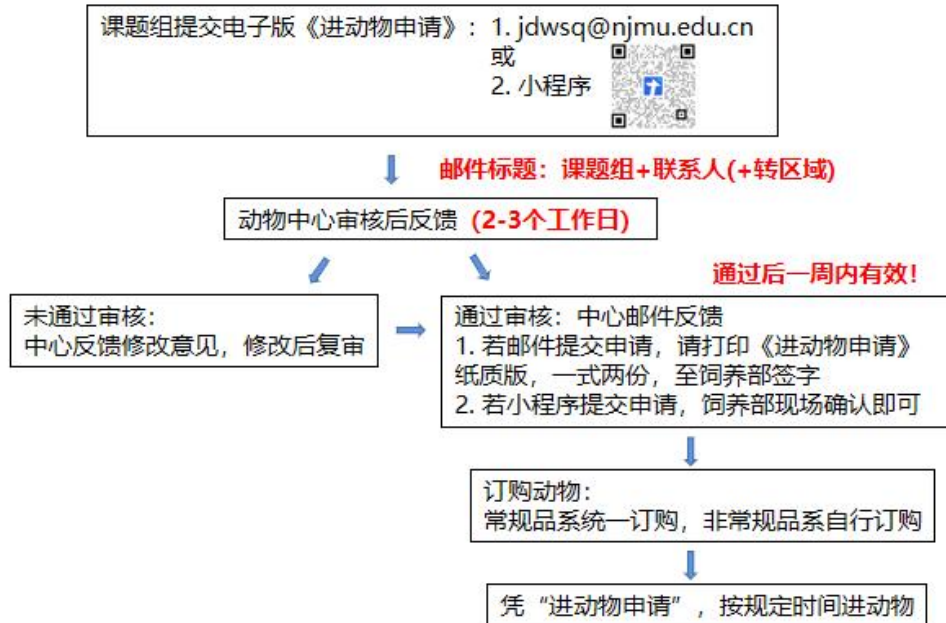 课题组提交电子版《进动物申请》：1. jdwsq@njmu.edu.cn
或
2. 小程序
邮件标题：课题组+联系人(+转区域)
动物中心审核后反馈 (2-3个工作日)
通过后一周内有效！
未通过审核：
中心反馈修改意见，修改后复审
通过审核：中心邮件反馈
1. 若邮件提交申请，请打印《进动物申请》
纸质版，一式两份，至饲养部签字
2. 若小程序提交申请，饲养部现场确认即可
订购动物：
常规品系统一订购，非常规品系自行订购
凭“进动物申请”，按规定时间进动物